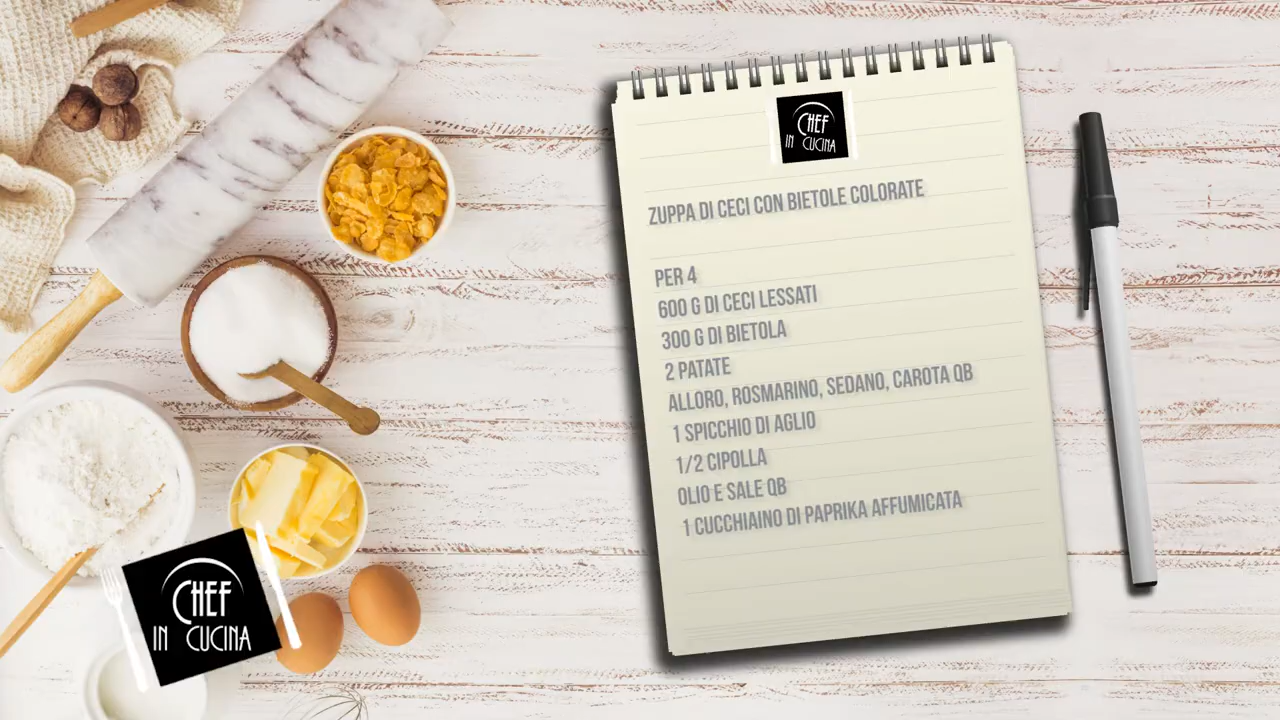 CHEF
IN CUCINA
ZUPPA DI CECI CON BIETOLE COLORATE
PER 4
600 G DI CECI LESSATI
300 G DI BIETOLA
2 PATATE
ALLORO, ROSMARINO, SEDANO, CAROTA QB
1 SPICCHIO DI AGLIO
1/2 CIPOLLA
OLIO E SALE QB
1 CUCCHIAINO DI PAPRIKA AFFUMICATA
CHEF
IN CUCINA